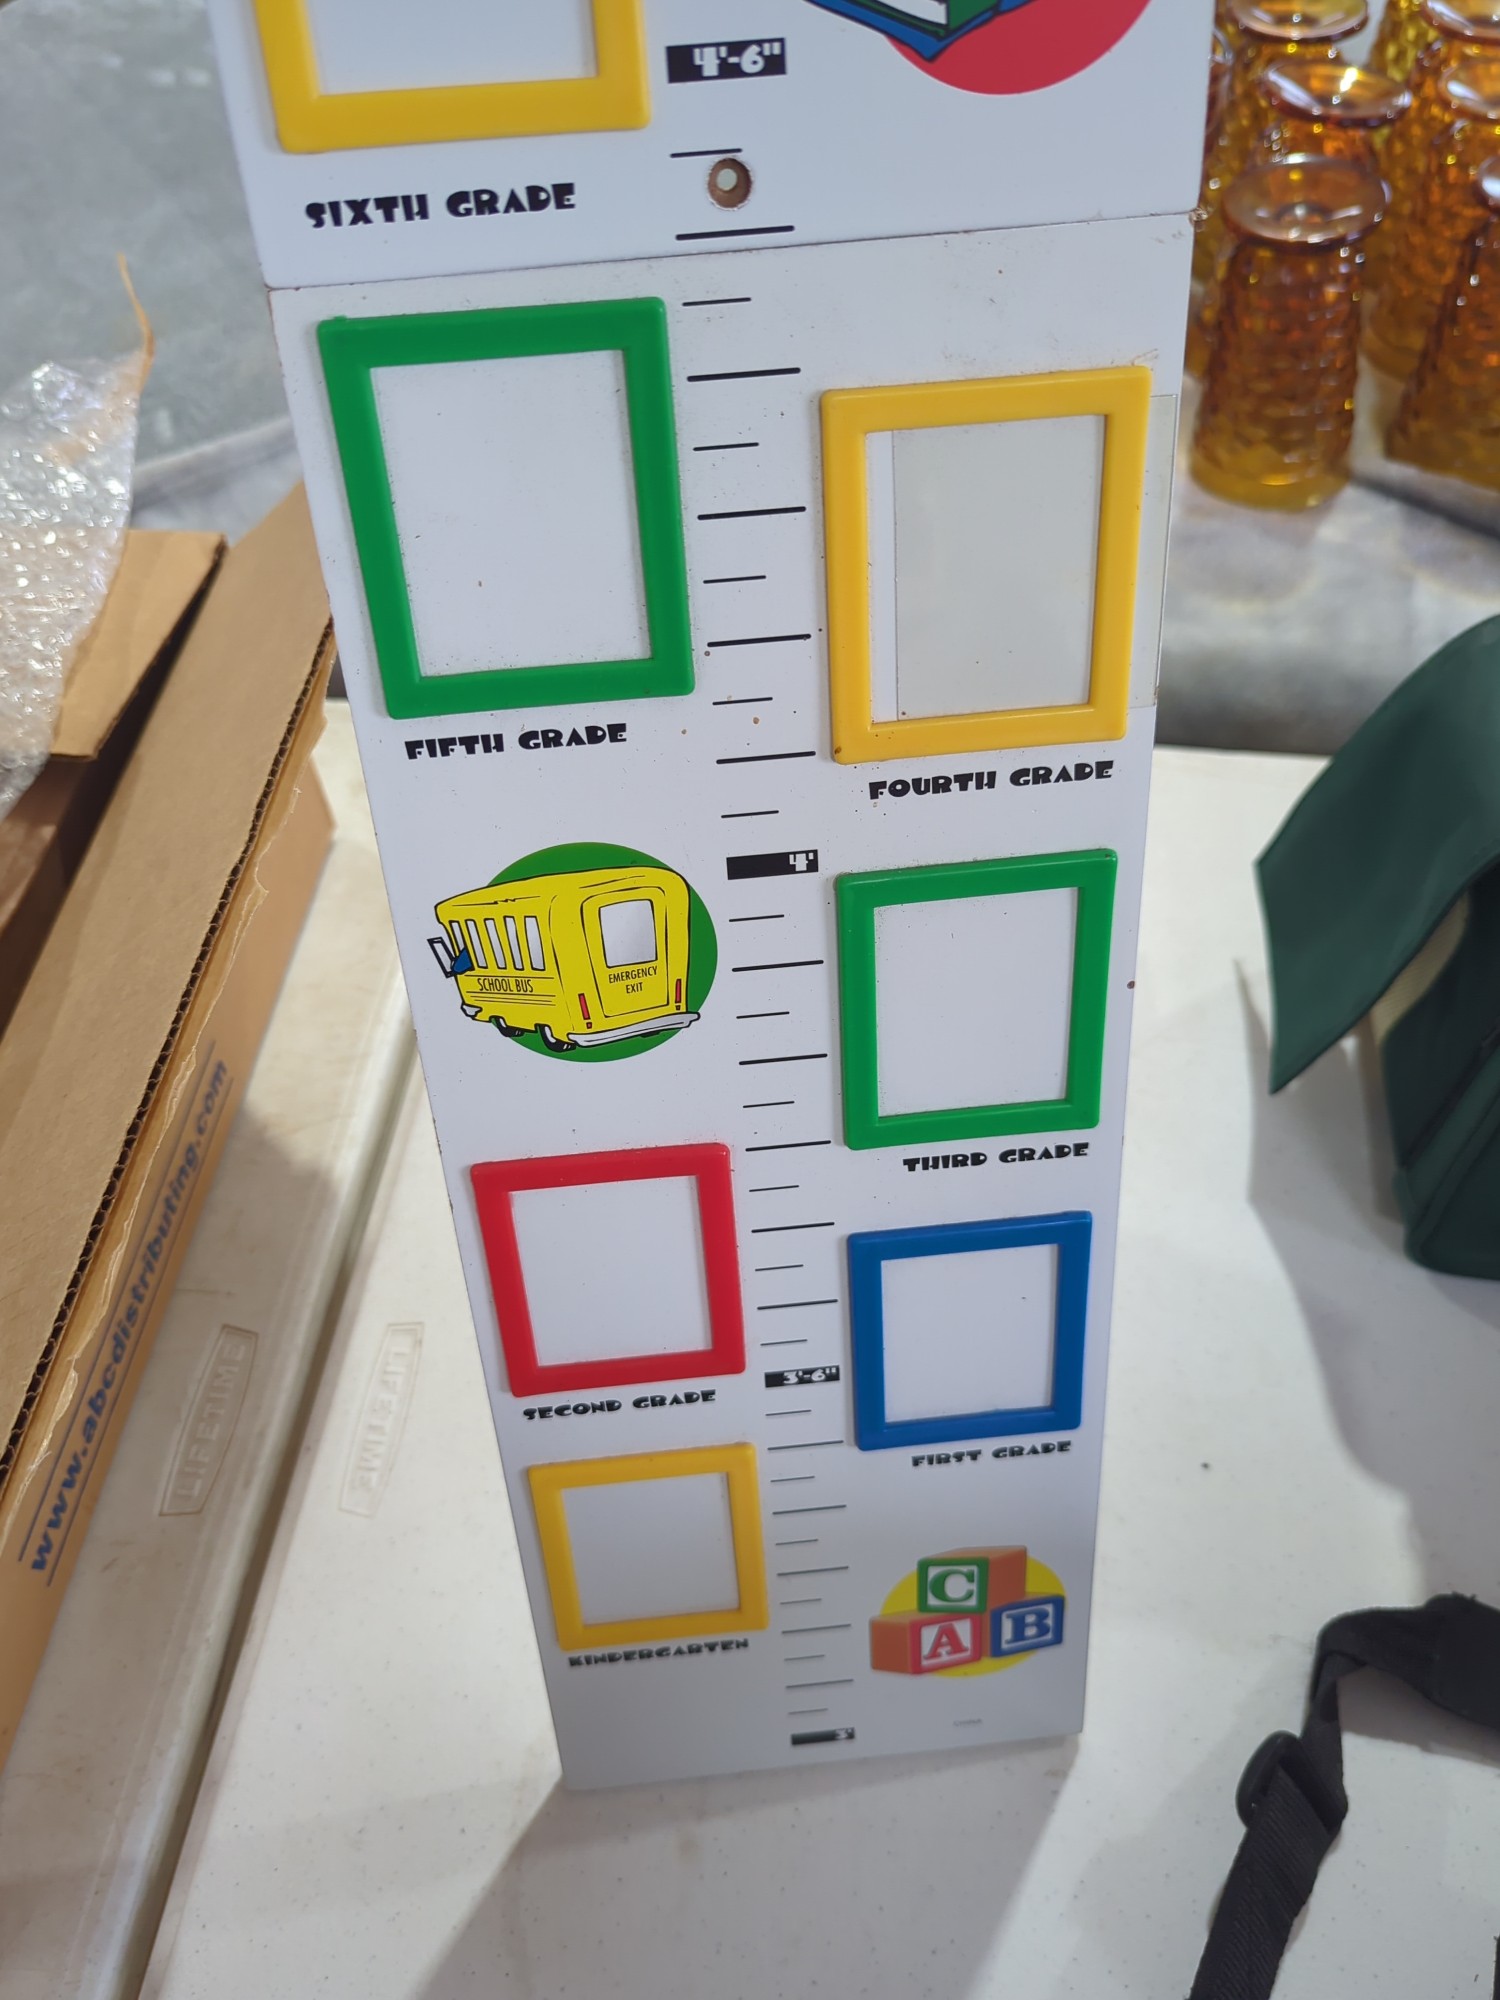 4'-6"
SIXTH GRADE
FIFTH GRADE
FOURTH GRADE
4'
SCHOOL BUS
EMERGENCY
EXIT
THIRD GRADE
SECOND GRADE
3'-6"
FIRST GRADE
KINDERGARTEN
C
A B
3'
www.abcdistributing.com
LIFETIME
LIFETIME